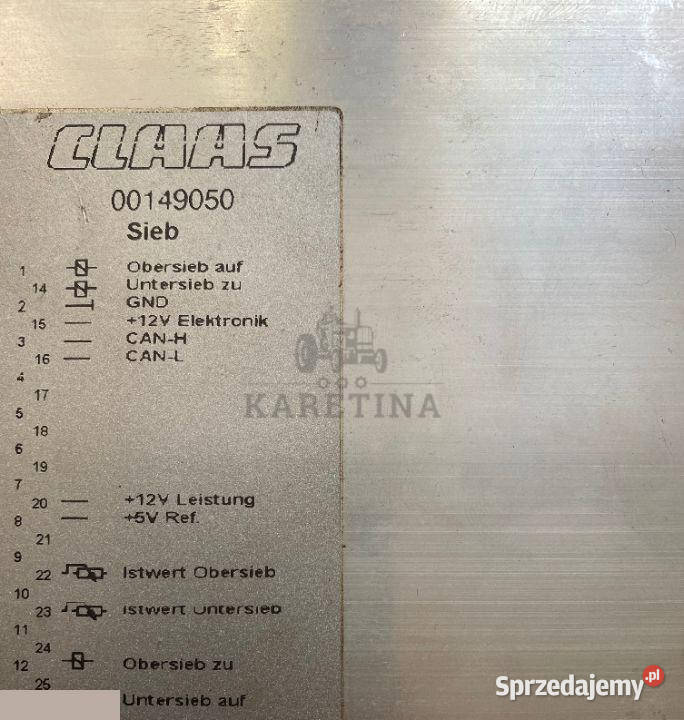 CLAAS
00149050
Sieb
1 Obersieb auf
14 Untersieb zu
2 GND
15 +12V Elektronik
3 CAN-H
16 CAN-L
4
17
5
18
6
19
7
20 +12V Leistung
8 +5V Ref.
21
9
22 Istwert Obersieb
10
23 Istwert Untersieb
11
24
12 Obersieb zu
25
Untersieb auf
KARETINA
Sprzedajemy.pl